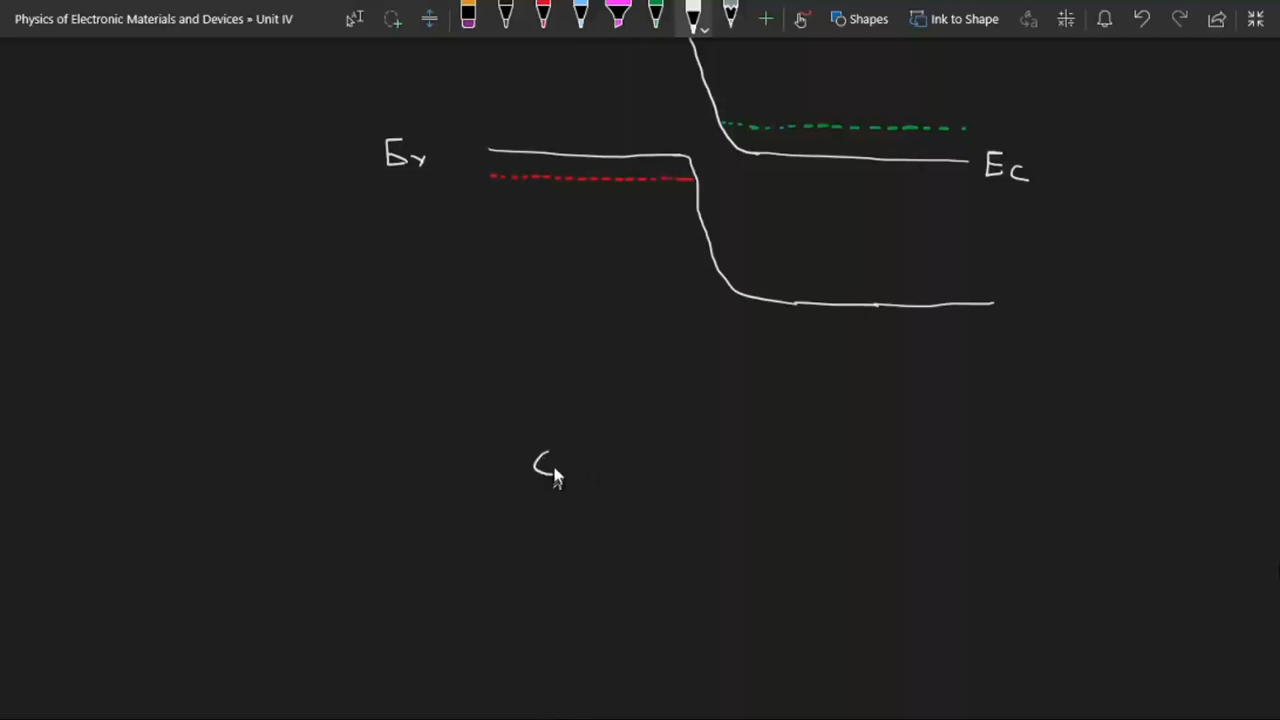 Physics of Electronic Materials and Devices » Unit IV
Shapes
Ink to Shape
Ev
Ec